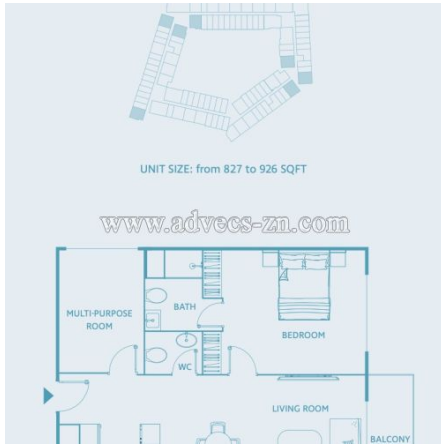 UNIT SIZE: from 827 to 926 SQFT
www.advecs-zn.com
MULTI-PURPOSE
ROOM
BATH
BEDROOM
WC
LIVING ROOM
BALCONY